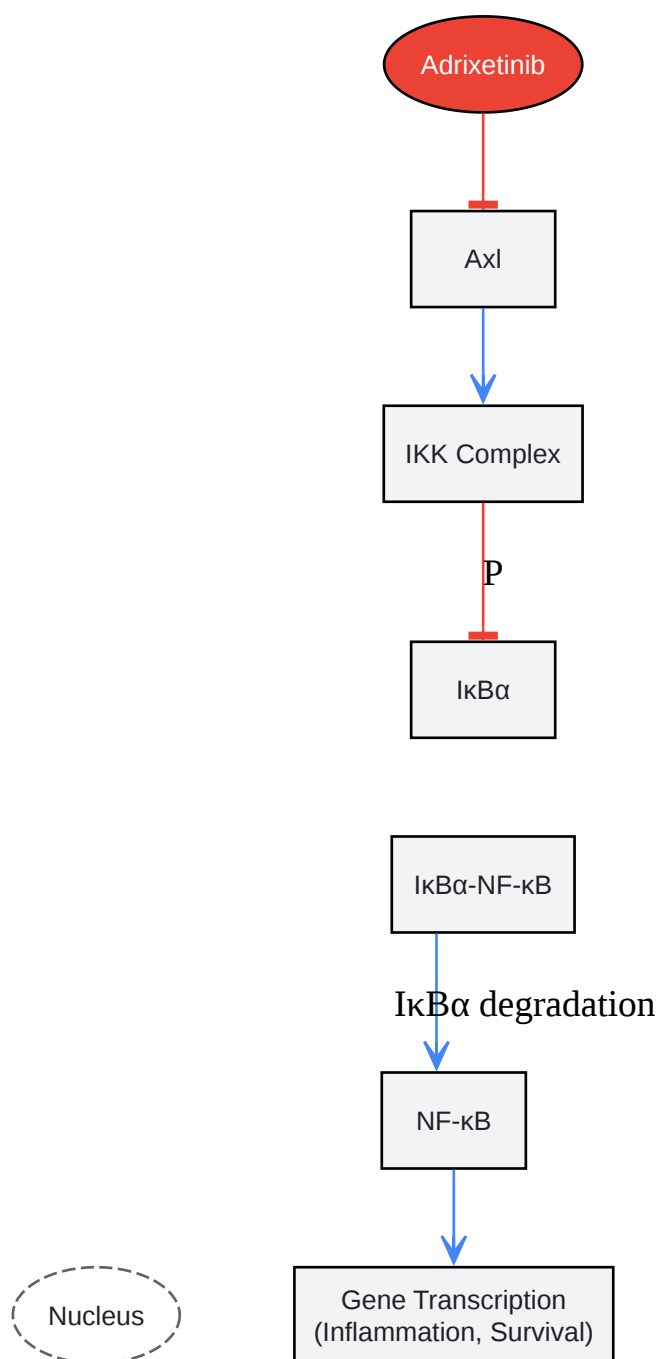 Adrixetinib
Axl
IKK Complex
P
IκBα
IκBα-NF-κB
IκBα degradation
NF-κB
Nucleus
Gene Transcription
(Inflammation, Survival)